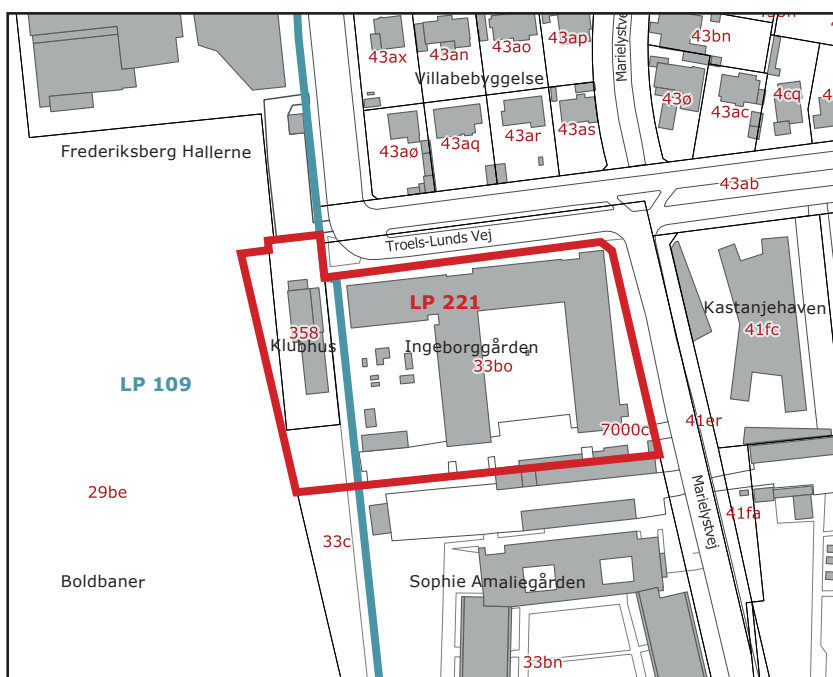 43ax
43an
43ao
43ap
Marielystvej
43bn
Villabebyggelse
43aø
43aq
43ar
43as
43ø
43ac
4cq
Frederiksberg Hallerne
43ab
Troels-Lunds Vej
LP 221
Kastanjehaven
41fc
358
Klubhus
Ingeborggården
33bo
LP 109
7000c
41er
29be
Marielystvej
41fa
33c
Boldbaner
Sophie Amaliegården
33bn